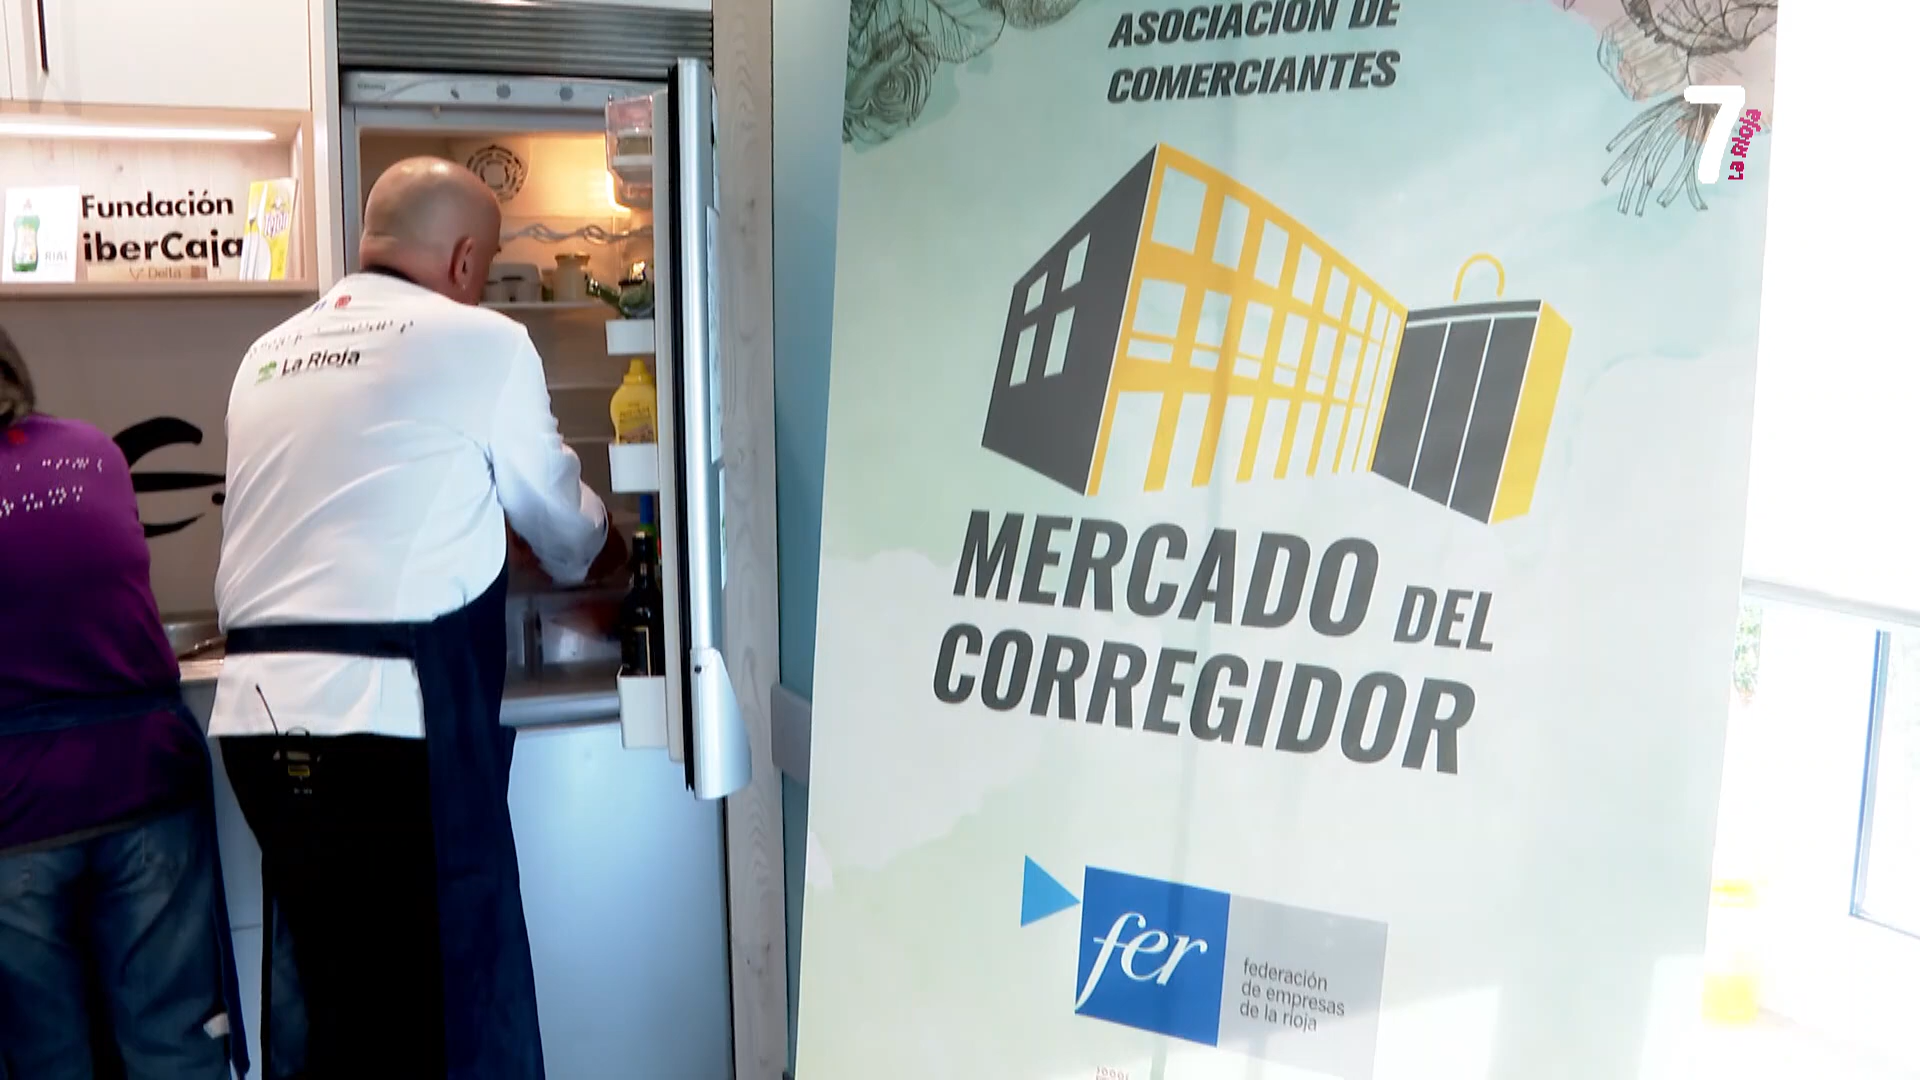 ASOCIACIÓN DE
COMERCIANTES
7
La Rioja
Fundación
iberCaja
Delta
La Rioja
MERCADO DEL
CORREGIDOR
fer
federación
de empresas
de la rioja